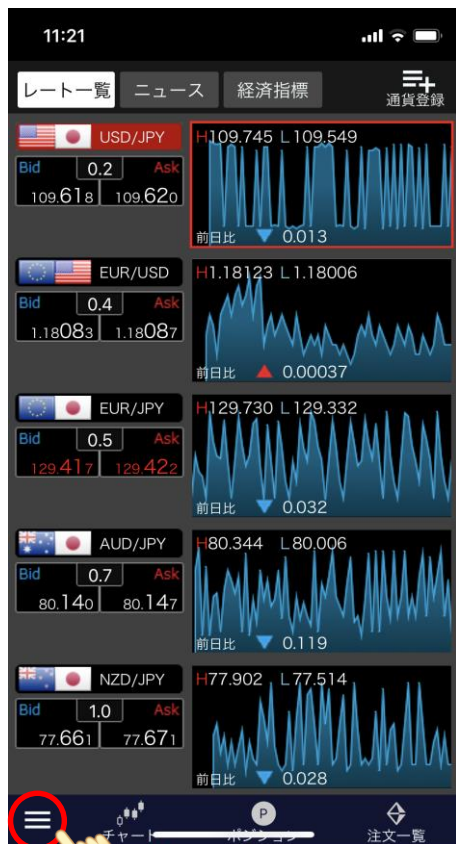 11:21
レート一覧 ニュース 経済指標 通貨登録
USD/JPY H109.745 L109.549
Bid 0.2 Ask
109.618 109.620
前日比 ▼ 0.013
EUR/USD H1.18123 L1.18006
Bid 0.4 Ask
1.18083 1.18087
前日比 ▲ 0.00037
EUR/JPY H129.730 L129.332
Bid 0.5 Ask
129.417 129.422
前日比 ▼ 0.032
AUD/JPY H80.344 L80.006
Bid 0.7 Ask
80.140 80.147
前日比 ▼ 0.119
NZD/JPY H77.902 L77.514
Bid 1.0 Ask
77.661 77.671
前日比 ▼ 0.028
P
チャート ポジション 注文一覧